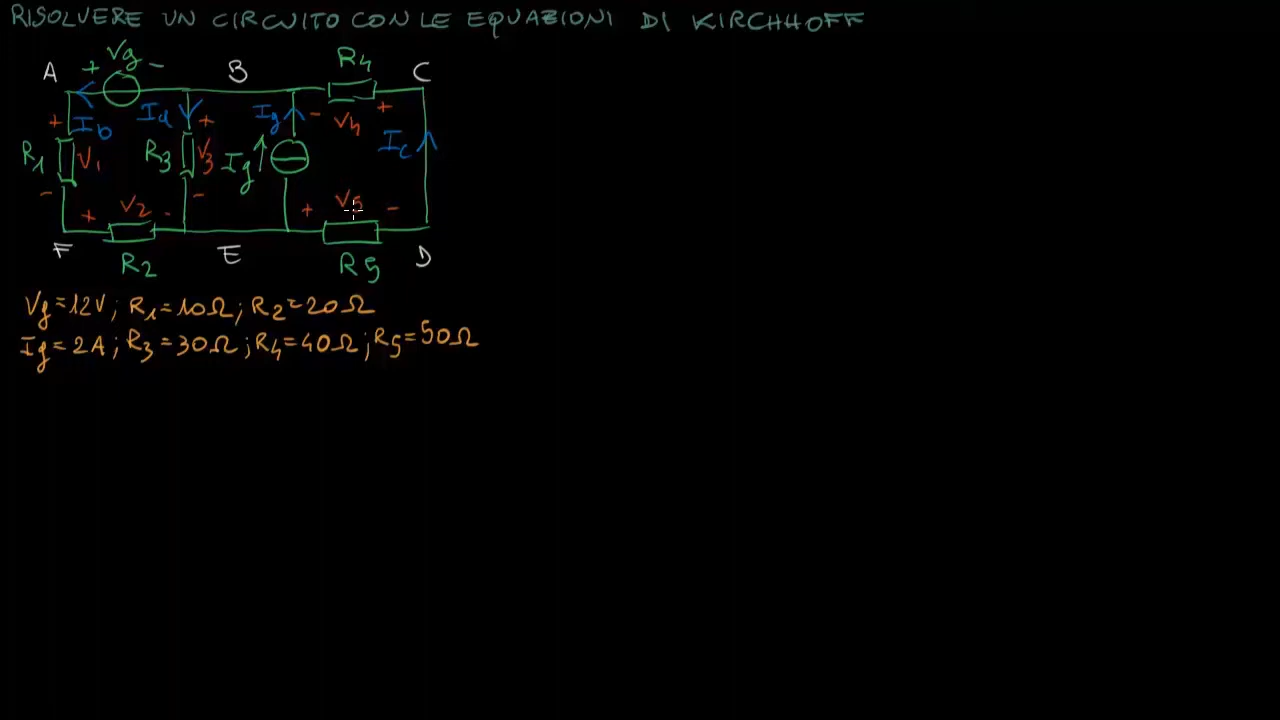 RISOLVERE UN CIRCUITO CON LE EQUAZIONI DI KIRCHHOFF
A + Vg - B R4 C
Ib Ia + Ig - V4 + Ic
+ R1 V1 - R3 V3 - Ig
+ V2 - + V5 -
F R2 E R5 D
Vg=12V; R1=10Ω; R2=20Ω
Ig=2A; R3=30Ω; R4=40Ω; R5=50Ω